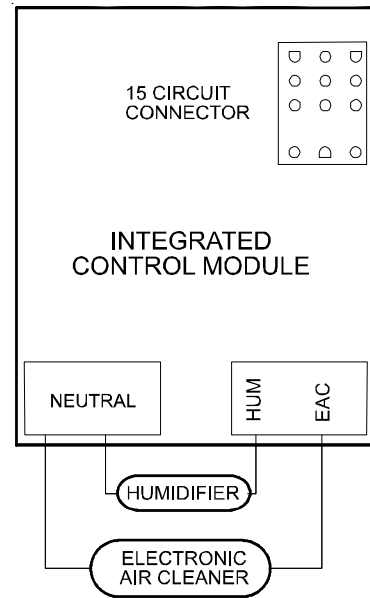 15 CIRCUIT
CONNECTOR
INTEGRATED
CONTROL MODULE
NEUTRAL
HUM
EAC
HUMIDIFIER
ELECTRONIC
AIR CLEANER